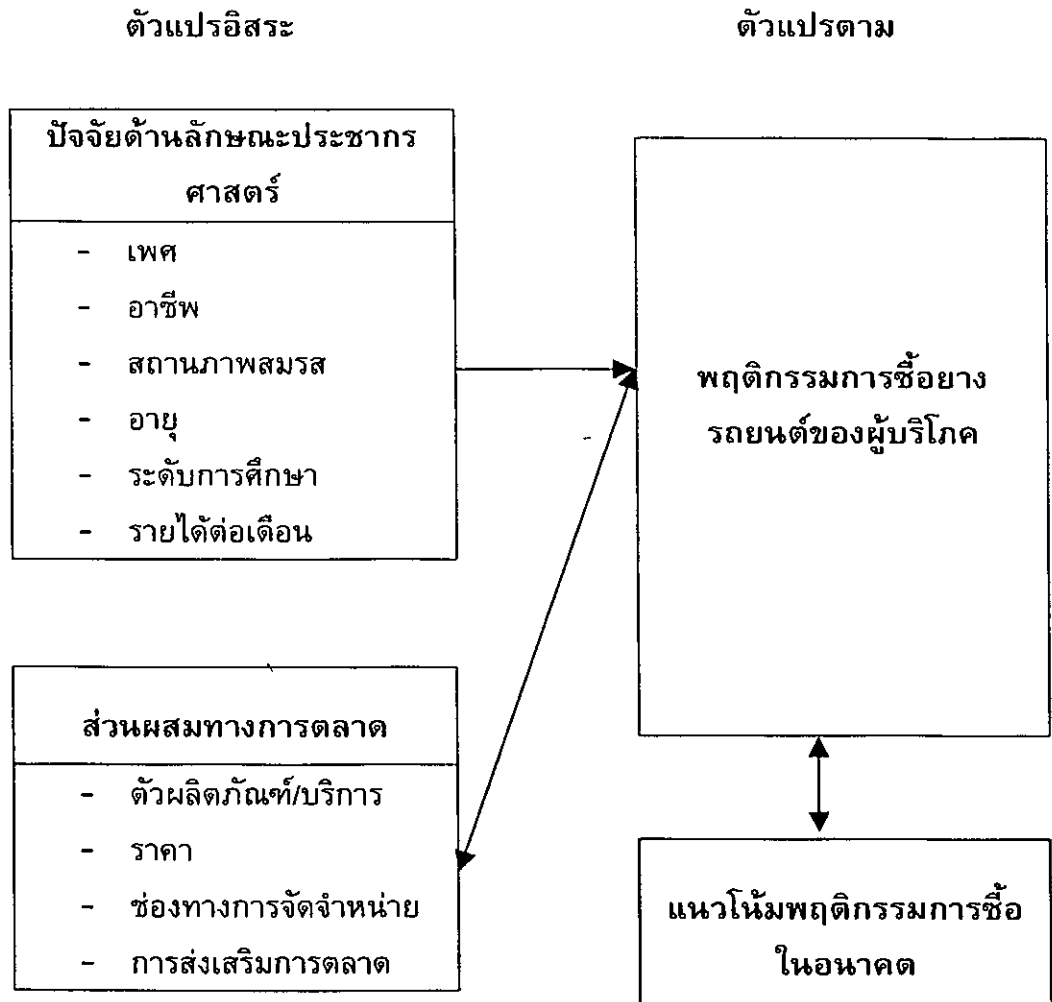 ตัวแปรอิสระ
ตัวแปรตาม
ปัจจัยด้านลักษณะประชากร
ศาสตร์
- เพศ
- อาชีพ
- สถานภาพสมรส
- อายุ
- ระดับการศึกษา
- รายได้ต่อเดือน
ส่วนผสมทางการตลาด
- ตัวผลิตภัณฑ์/บริการ
- ราคา
- ช่องทางการจัดจำหน่าย
- การส่งเสริมการตลาด
พฤติกรรมการซื้อยาง
รถยนต์ของผู้บริโภค
แนวโน้มพฤติกรรมการซื้อ
ในอนาคต